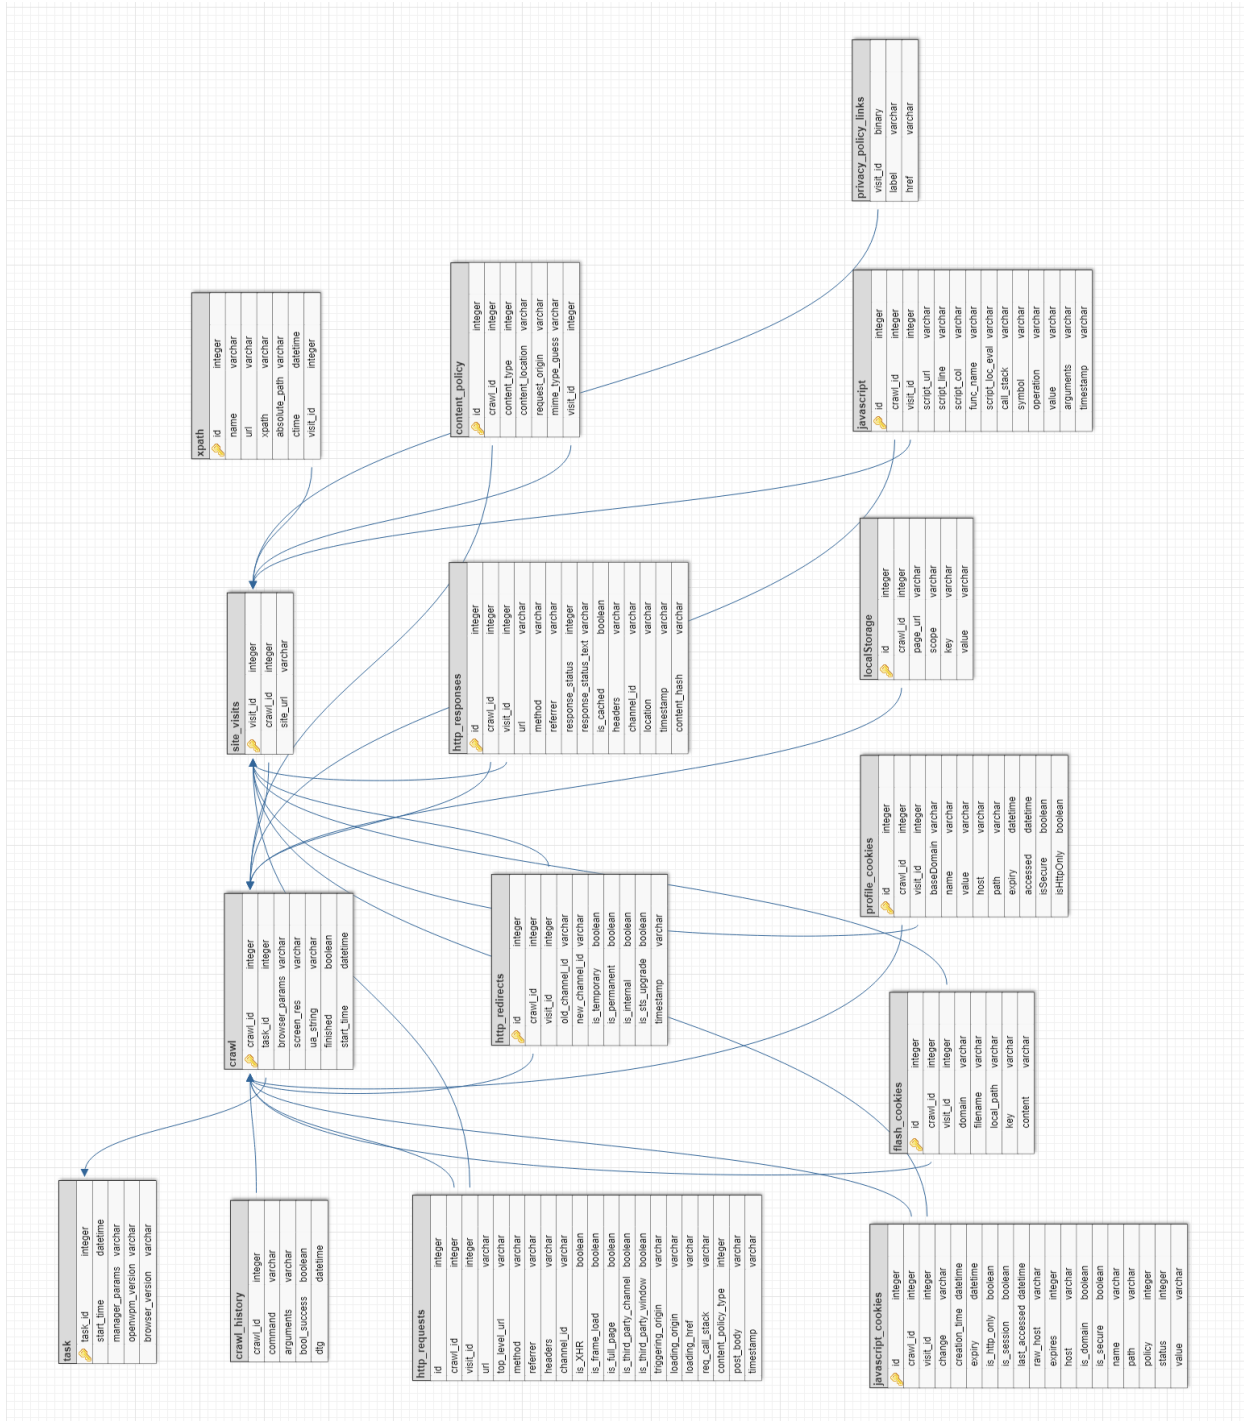 privacy_policy_links
visit_id binary
label varchar
href varchar
xpath
id integer
name varchar
url varchar
xpath varchar
absolute_path varchar
ctime datetime
visit_id integer
content_policy
id integer
crawl_id integer
content_type integer
content_location varchar
request_origin varchar
mime_type_guess varchar
visit_id integer
javascript
id integer
crawl_id integer
visit_id integer
script_url varchar
script_line varchar
script_col varchar
func_name varchar
script_loc_eval varchar
call_stack varchar
symbol varchar
operation varchar
value varchar
arguments varchar
timestamp varchar
site_visits
visit_id integer
crawl_id integer
site_url varchar
http_responses
id integer
crawl_id integer
visit_id integer
url varchar
method varchar
referrer varchar
response_status integer
response_status_text varchar
is_cached boolean
headers varchar
channel_id varchar
location varchar
timestamp varchar
content_hash varchar
localStorage
id integer
crawl_id integer
page_url varchar
scope varchar
key varchar
value varchar
crawl
crawl_id integer
task_id integer
browser_params varchar
screen_res varchar
ua_string varchar
finished boolean
start_time datetime
http_redirects
id integer
crawl_id integer
visit_id integer
old_channel_id varchar
new_channel_id varchar
is_temporary boolean
is_permanent boolean
is_internal boolean
is_sts_upgrade boolean
timestamp varchar
profile_cookies
id integer
crawl_id integer
visit_id integer
baseDomain varchar
name varchar
value varchar
host varchar
path varchar
expiry datetime
accessed datetime
isSecure boolean
isHttpOnly boolean
flash_cookies
id integer
crawl_id integer
visit_id integer
domain varchar
filename varchar
local_path varchar
key varchar
content varchar
task
task_id integer
start_time datetime
manager_params varchar
openwpm_version varchar
browser_version varchar
crawl_history
crawl_id integer
command varchar
arguments varchar
bool_success boolean
dtg datetime
http_requests
id integer
crawl_id integer
visit_id integer
url varchar
top_level_url varchar
method varchar
referrer varchar
headers varchar
channel_id varchar
is_XHR boolean
is_frame_load boolean
is_full_page boolean
is_third_party_channel boolean
is_third_party_window boolean
triggering_origin varchar
loading_origin varchar
loading_href varchar
req_call_stack varchar
content_policy_type integer
post_body varchar
timestamp varchar
javascript_cookies
id integer
crawl_id integer
visit_id integer
change varchar
creation_time datetime
expiry datetime
is_http_only boolean
is_session boolean
last_accessed datetime
raw_host varchar
expires integer
host varchar
is_domain boolean
is_secure boolean
name varchar
path varchar
policy integer
status integer
value varchar